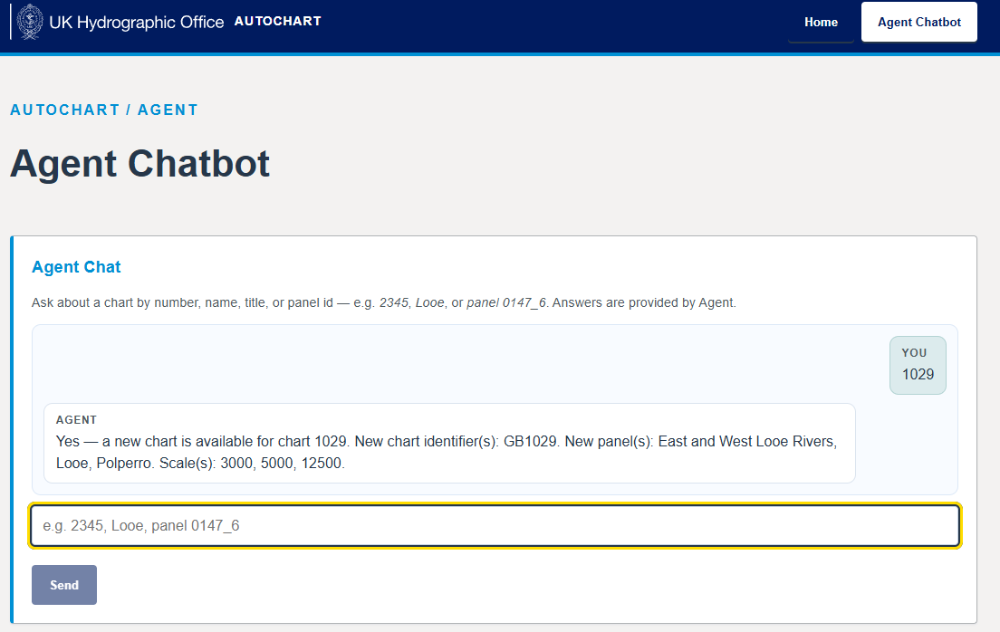 UK Hydrographic Office AUTOCHART
Home
Agent Chatbot
AUTOCHART / AGENT
Agent Chatbot
Agent Chat
Ask about a chart by number, name, title, or panel id — e.g. 2345, Looe, or panel 0147_6. Answers are provided by Agent.
YOU
1029
AGENT
Yes — a new chart is available for chart 1029. New chart identifier(s): GB1029. New panel(s): East and West Looe Rivers,
Looe, Polperro. Scale(s): 3000, 5000, 12500.
e.g. 2345, Looe, panel 0147_6
Send